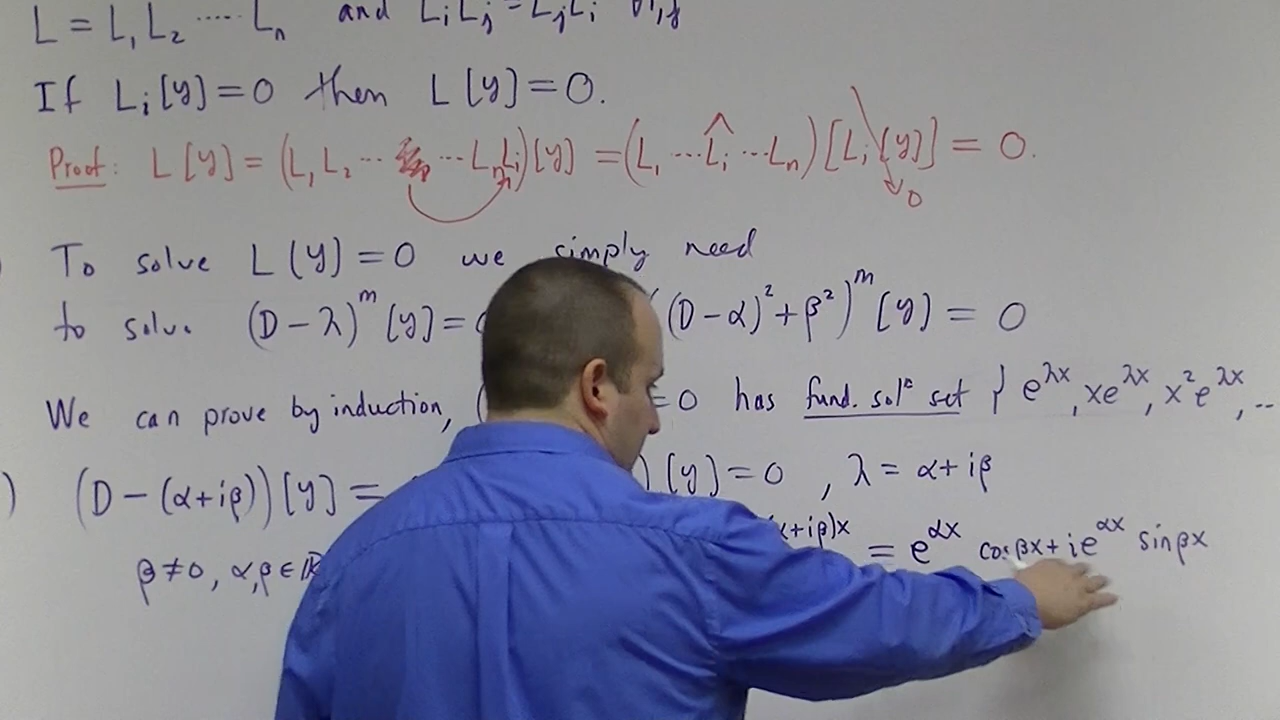 L = L₁L₂ ····· Lₙ and LᵢLⱼ = LⱼLᵢ ∀i,j
If Lᵢ[y] = 0 then L[y] = 0.
Proof: L[y] = (L₁L₂ ··· ··· LₙLᵢ)[y] = (L₁ ··· L̂ᵢ ··· Lₙ)[Lᵢ[y]] = 0.
0
To solve L(y) = 0 we simply need
to solve (D - λ)ᵐ[y] = ((D - α)² + β²)ᵐ[y] = 0
We can prove by induction, ( = 0 has fund. solⁿ set { e^{λx}, xe^{λx}, x²e^{λx}, ...
) (D - (α+iβ))[y] = )[y] = 0 , λ = α + iβ
β ≠ 0, α,β ∈ ℝ α+iβ)x = e^{αx} cos βx + i e^{αx} sin βx